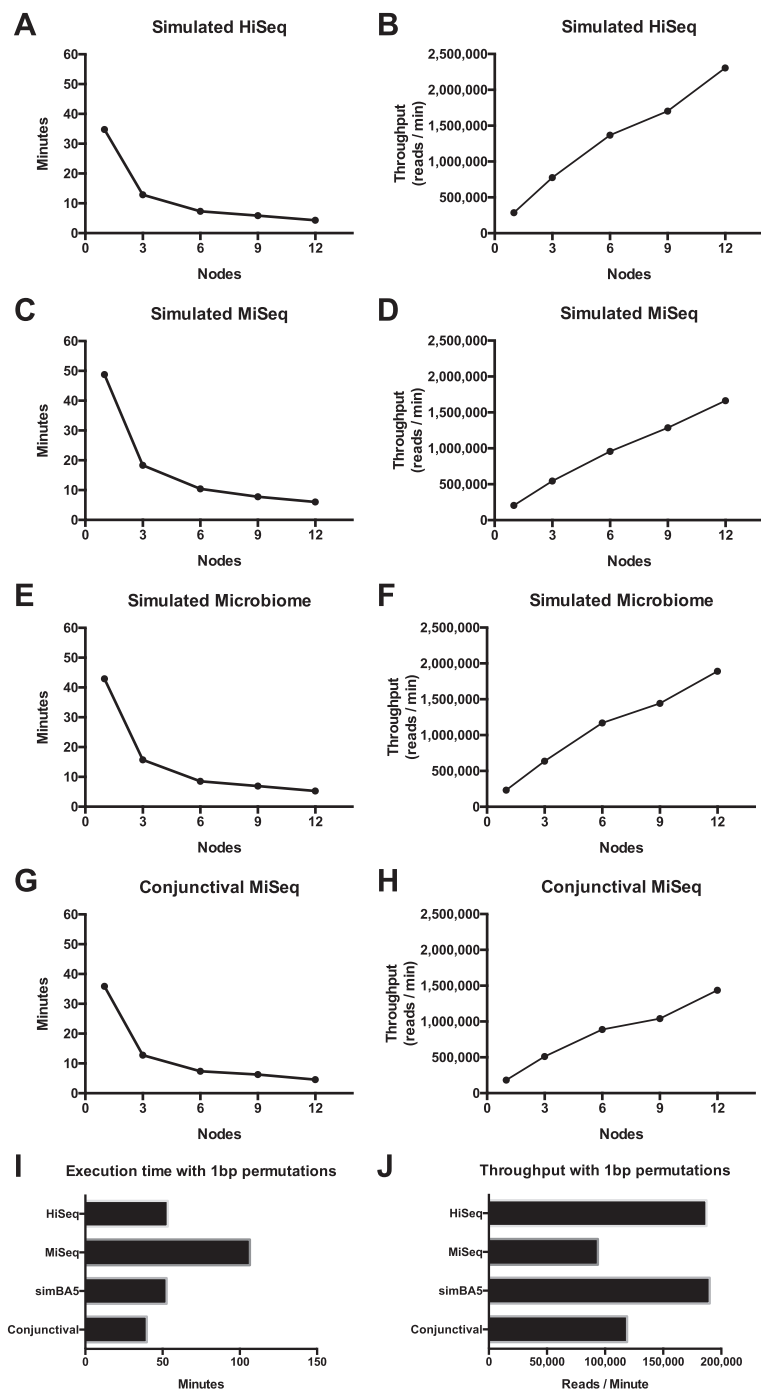 A
Simulated HiSeq
60
50
40
30
20
10
0
Minutes
0 3 6 9 12
Nodes
B
Simulated HiSeq
2,500,000
2,000,000
1,500,000
1,000,000
500,000
0
Throughput
(reads / min)
0 3 6 9 12
Nodes
C
Simulated MiSeq
60
50
40
30
20
10
0
Minutes
0 3 6 9 12
Nodes
D
Simulated MiSeq
2,500,000
2,000,000
1,500,000
1,000,000
500,000
0
Throughput
(reads / min)
0 3 6 9 12
Nodes
E
Simulated Microbiome
60
50
40
30
20
10
0
Minutes
0 3 6 9 12
Nodes
F
Simulated Microbiome
2,500,000
2,000,000
1,500,000
1,000,000
500,000
0
Throughput
(reads / min)
0 3 6 9 12
Nodes
G
Conjunctival MiSeq
60
50
40
30
20
10
0
Minutes
0 3 6 9 12
Nodes
H
Conjunctival MiSeq
2,500,000
2,000,000
1,500,000
1,000,000
500,000
0
Throughput
(reads / min)
0 3 6 9 12
Nodes
I
Execution time with 1bp permutations
HiSeq
MiSeq
simBA5
Conjunctival
0 50 100 150
Minutes
J
Throughput with 1bp permutations
HiSeq
MiSeq
simBA5
Conjunctival
0 50,000 100,000 150,000 200,000
Reads / Minute